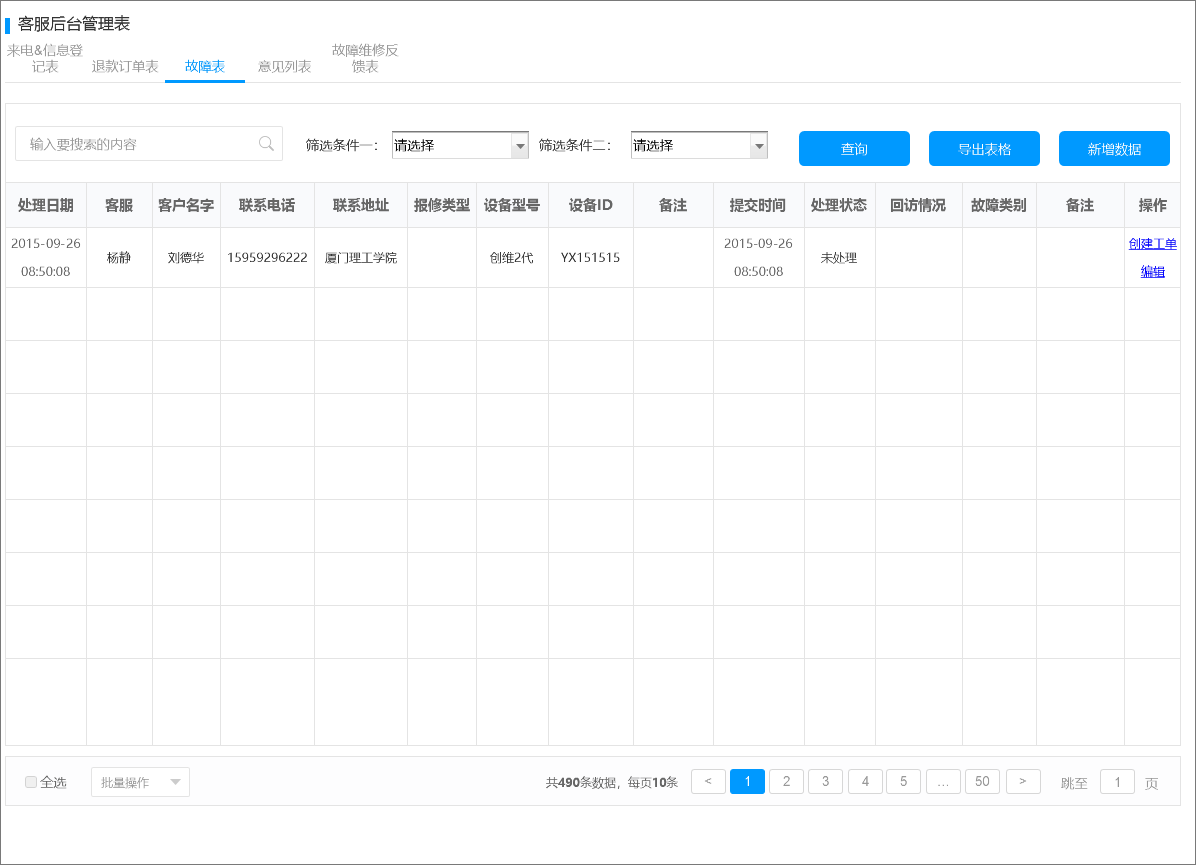 客服后台管理表
来电&信息登
记表
退款订单表
故障表
意见列表
故障维修反
馈表
输入要搜索的内容
筛选条件一：
请选择
筛选条件二：
请选择
查询
导出表格
新增数据
处理日期 客服 客户名字 联系电话 联系地址 报修类型 设备型号 设备ID 备注 提交时间 处理状态 回访情况 故障类别 备注 操作
2015-09-26
08:50:08
杨静
刘德华
15959296222
厦门理工学院
创维2代
YX151515
2015-09-26
08:50:08
未处理
创建工单
编辑
全选
批量操作
共490条数据，每页10条
< 1 2 3 4 5 … 50 >
跳至 1 页